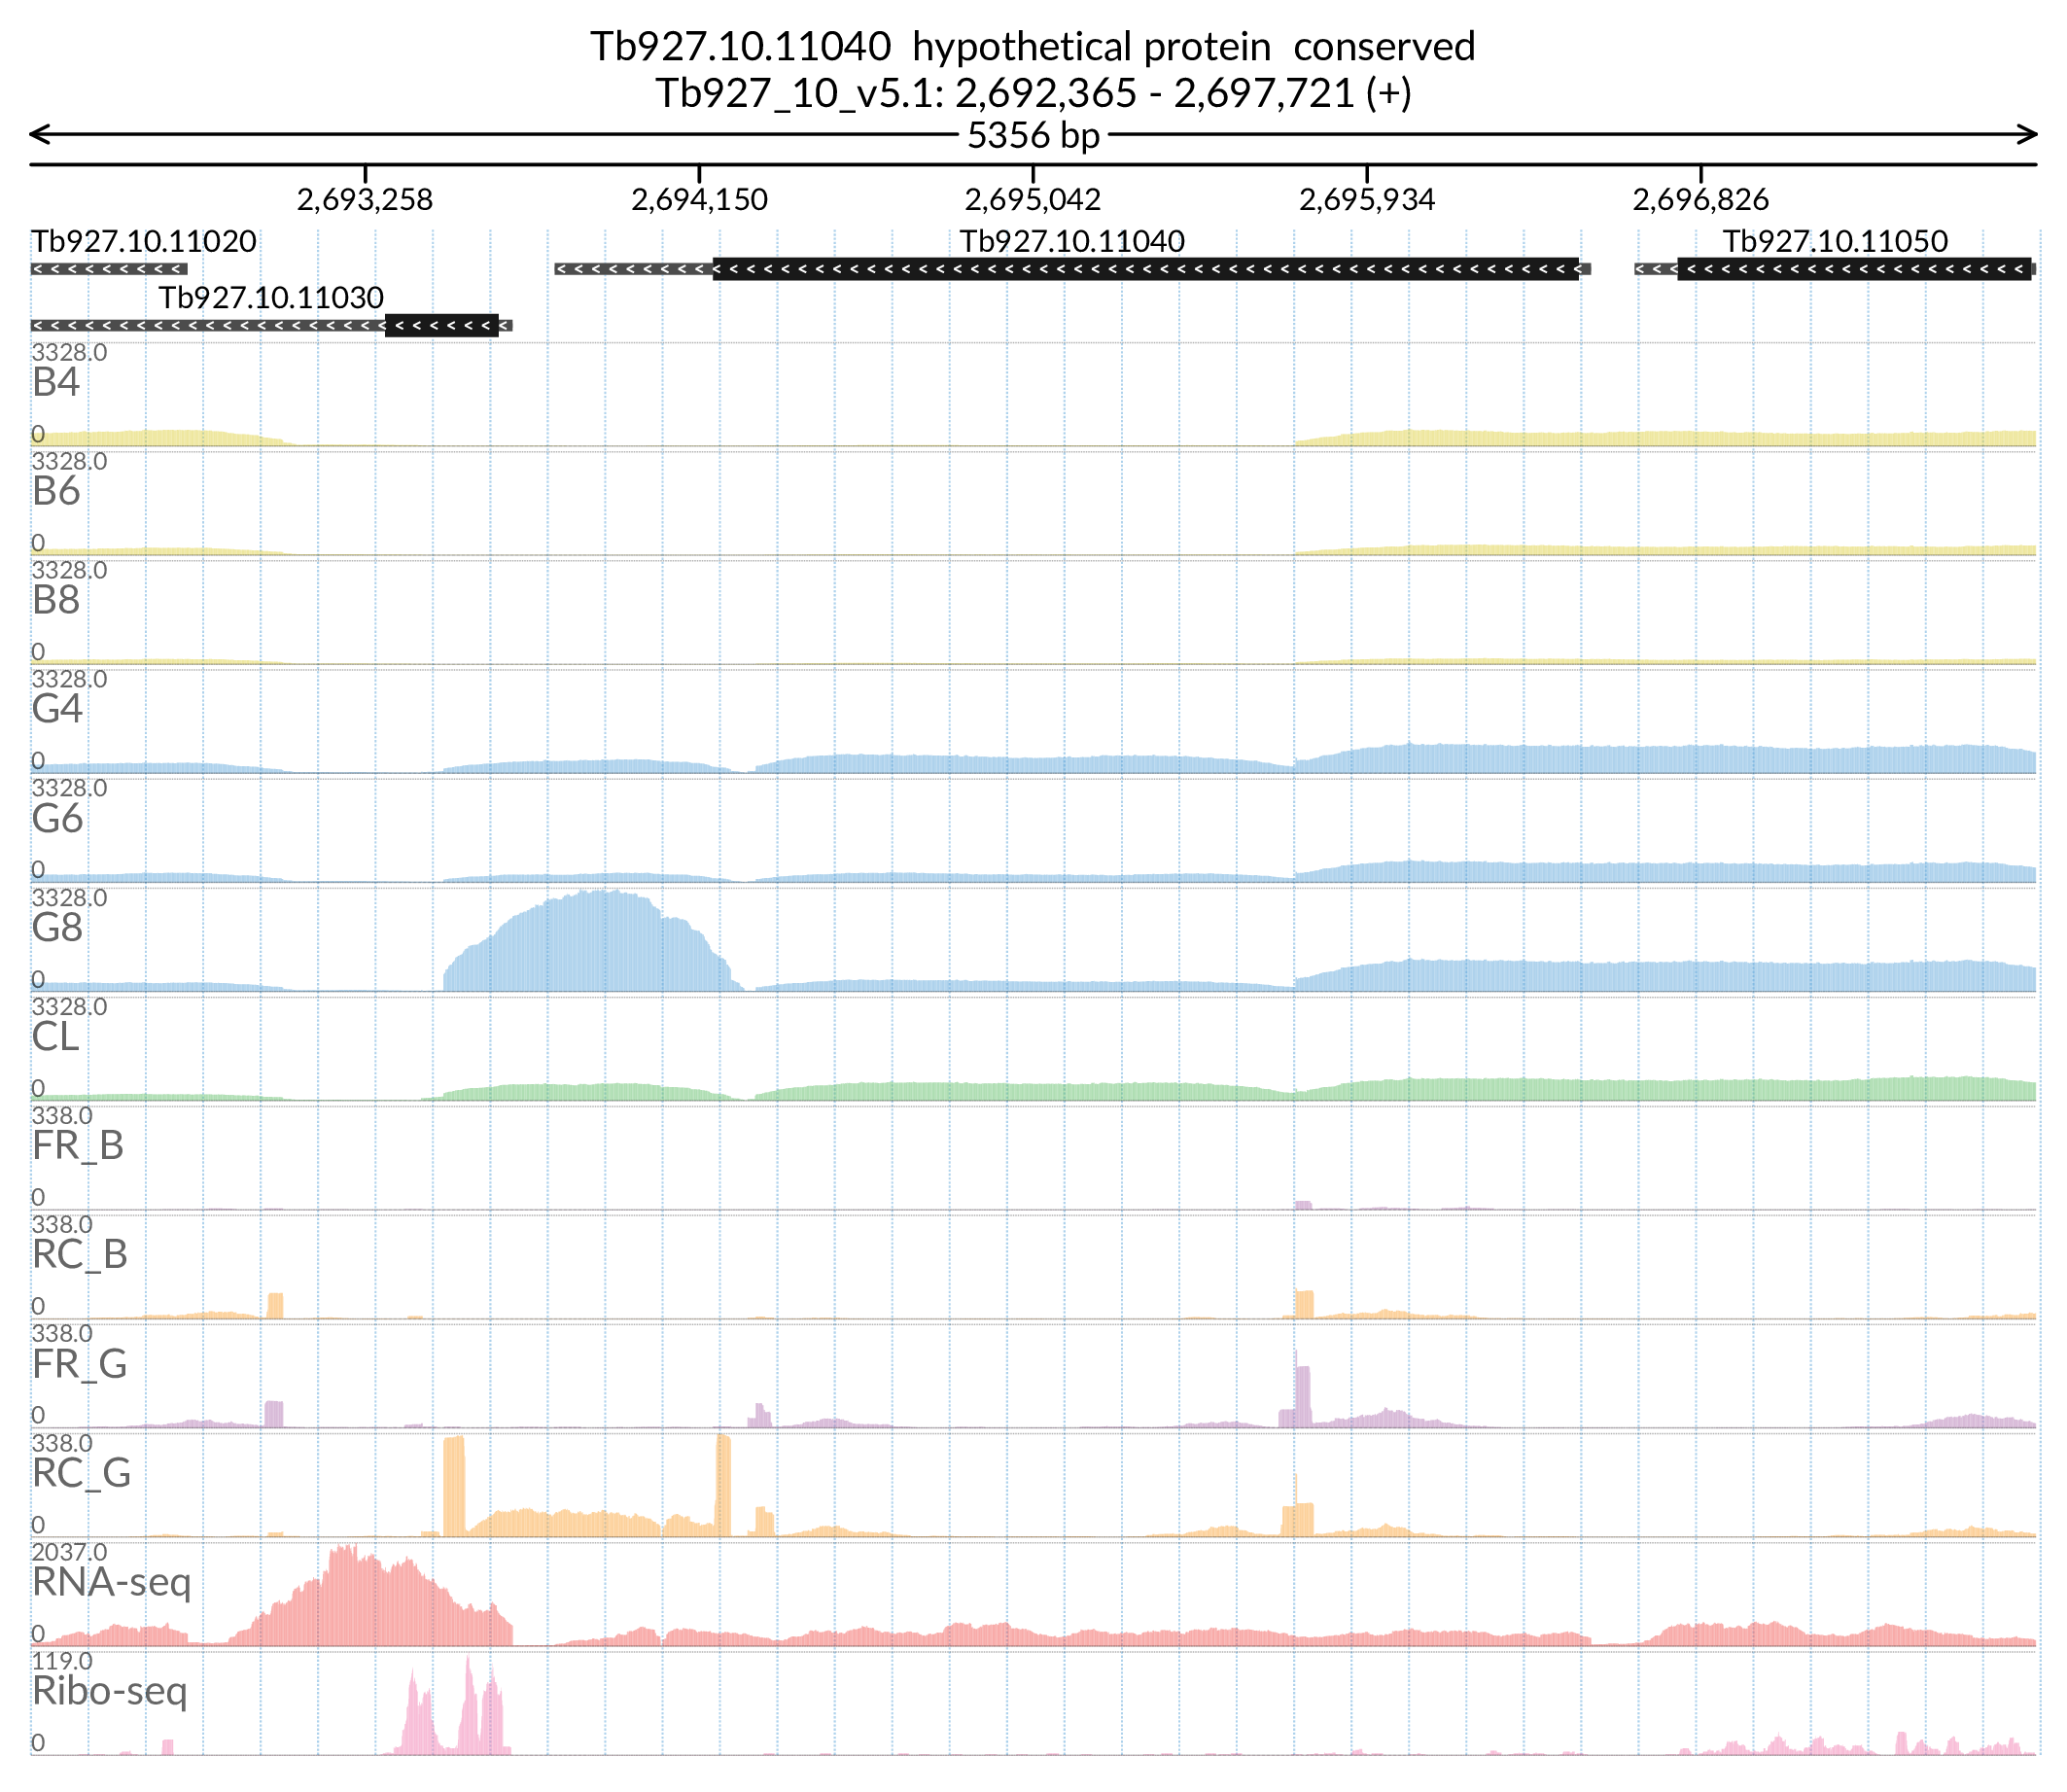 Tb927.10.11040 hypothetical protein conserved
Tb927_10_v5.1: 2,692,365 - 2,697,721 (+)
5356 bp
2,693,258 2,694,150 2,695,042 2,695,934 2,696,826
Tb927.10.11020 Tb927.10.11040 Tb927.10.11050
Tb927.10.11030
3328.0
B4
0
3328.0
B6
0
3328.0
B8
0
3328.0
G4
0
3328.0
G6
0
3328.0
G8
0
3328.0
CL
0
338.0
FR_B
0
338.0
RC_B
0
338.0
FR_G
0
338.0
RC_G
0
2037.0
RNA-seq
0
119.0
Ribo-seq
0